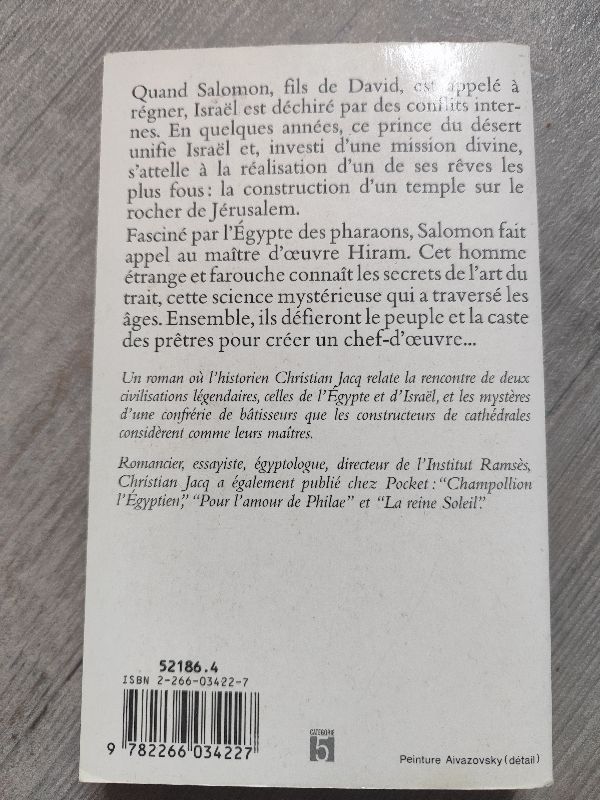 Quand Salomon, fils de David, est appelé à
régner, Israël est déchiré par des conflits inter-
nes. En quelques années, ce prince du désert
unifie Israël et, investi d'une mission divine,
s'attelle à la réalisation d'un de ses rêves les
plus fous : la construction d'un temple sur le
rocher de Jérusalem.
Fasciné par l'Égypte des pharaons, Salomon fait
appel au maître d'œuvre Hiram. Cet homme
étrange et farouche connaît les secrets de l'art du
trait, cette science mystérieuse qui a traversé les
âges. Ensemble, ils défieront le peuple et la caste
des prêtres pour créer un chef-d'œuvre...
Un roman où l'historien Christian Jacq relate la rencontre de deux
civilisations légendaires, celles de l'Égypte et d'Israël, et les mystères
d'une confrérie de bâtisseurs que les constructeurs de cathédrales
considèrent comme leurs maîtres.
Romancier, essayiste, égyptologue, directeur de l'Institut Ramsès,
Christian Jacq a également publié chez Pocket : "Champollion
l'Égyptien," "Pour l'amour de Philae" et "La reine Soleil".
52186.4
ISBN 2-266-03422-7
9 782266 034227
CATÉGORIE
5
Peinture Aivazovsky (détail)